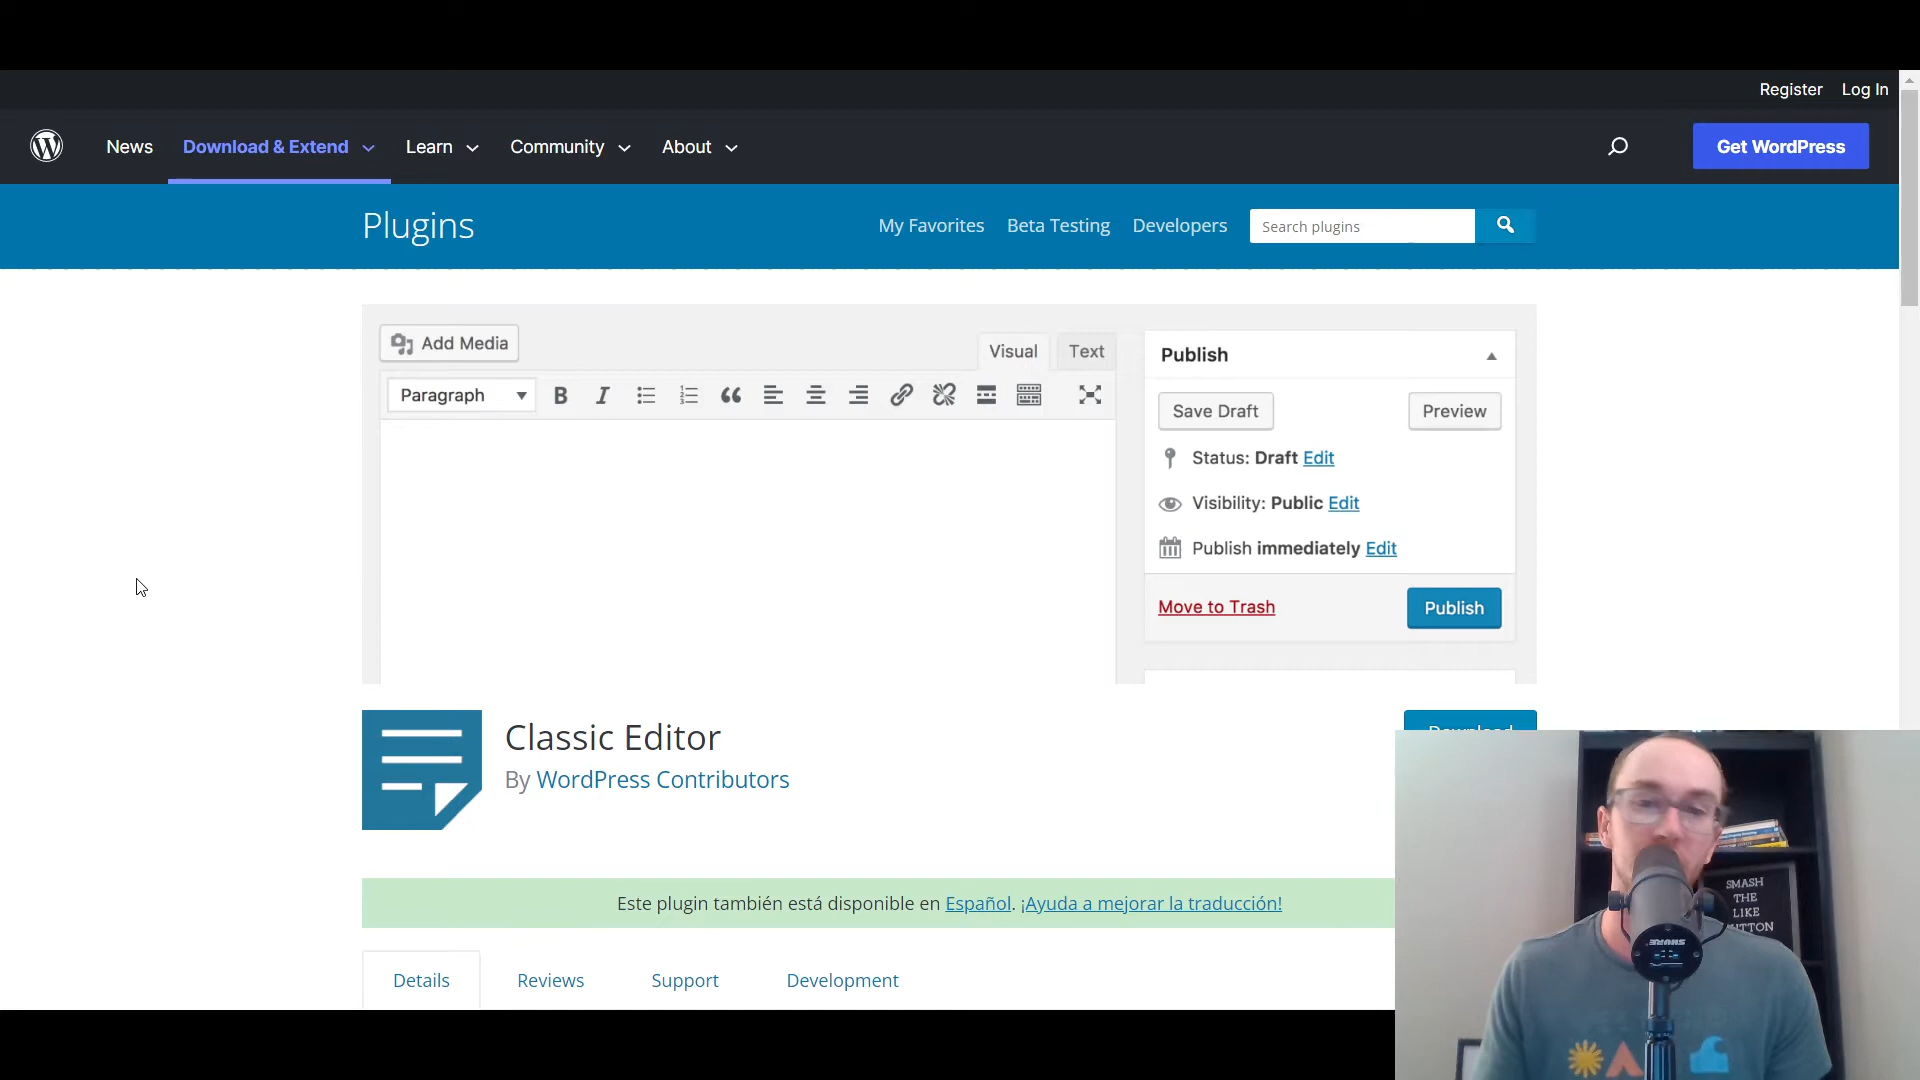 Register Log In
News Download & Extend Learn Community About Get WordPress
Plugins My Favorites Beta Testing Developers Search plugins
Add Media Visual Text
Paragraph B I
Publish
Save Draft Preview
Status: Draft Edit
Visibility: Public Edit
Publish immediately Edit
Move to Trash Publish
Classic Editor
Download
By WordPress Contributors
Este plugin también está disponible en Español. ¡Ayuda a mejorar la traducción!
Details Reviews Support Development
SMASH
THE
LIKE
SHURE